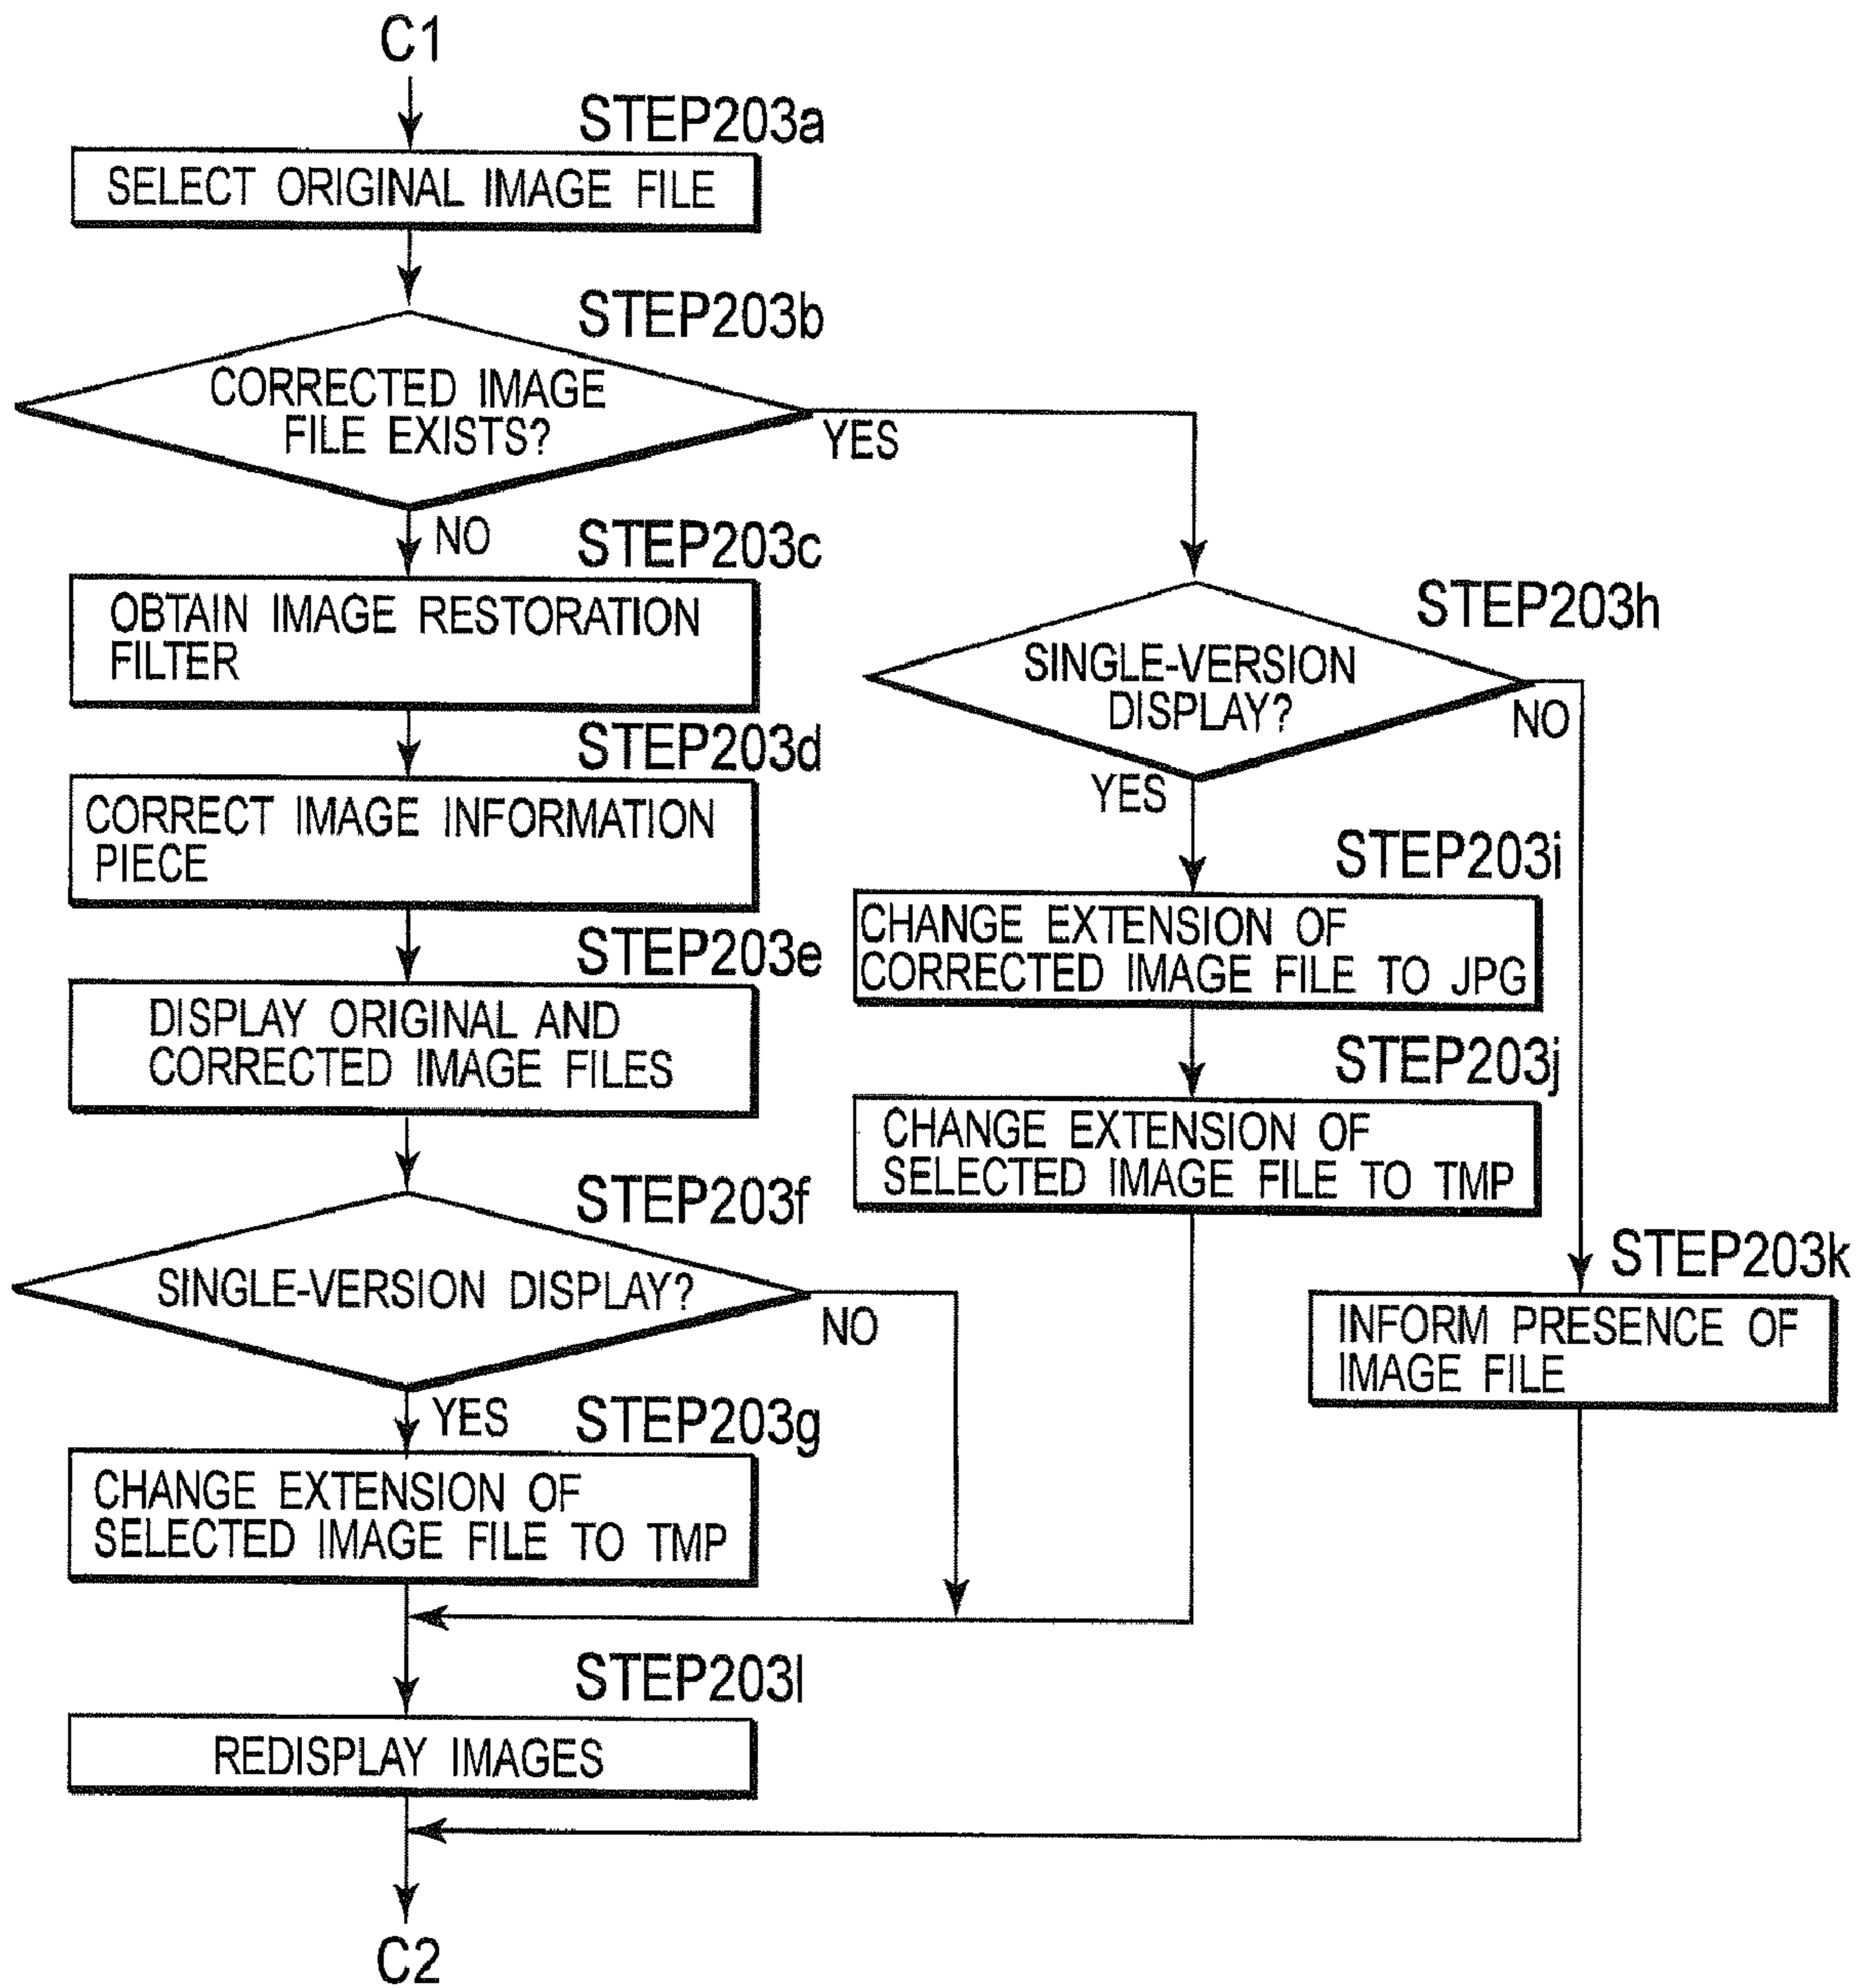 C1
STEP203a
SELECT ORIGINAL IMAGE FILE
STEP203b
CORRECTED IMAGE
FILE EXISTS?
YES
NO
STEP203c
OBTAIN IMAGE RESTORATION
FILTER
STEP203d
CORRECT IMAGE INFORMATION
PIECE
STEP203e
DISPLAY ORIGINAL AND
CORRECTED IMAGE FILES
STEP203f
SINGLE-VERSION DISPLAY?
NO
YES
STEP203g
CHANGE EXTENSION OF
SELECTED IMAGE FILE TO TMP
STEP203h
SINGLE-VERSION
DISPLAY?
NO
YES
STEP203i
CHANGE EXTENSION OF
CORRECTED IMAGE FILE TO JPG
STEP203j
CHANGE EXTENSION OF
SELECTED IMAGE FILE TO TMP
STEP203k
INFORM PRESENCE OF
IMAGE FILE
STEP203l
REDISPLAY IMAGES
C2